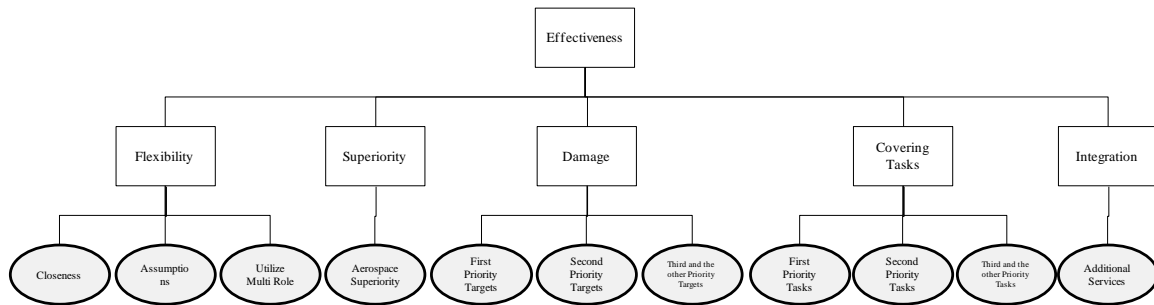 Effectiveness
Flexibility
Superiority
Damage
Covering
Tasks
Integration
Closeness
Assumptio
ns
Utilize
Multi Role
Aerospace
Superiority
First
Priority
Targets
Second
Priority
Targets
Third and the
other Priority
Targets
First
Priority
Tasks
Second
Priority
Tasks
Third and the
other Priority
Tasks
Additional
Services